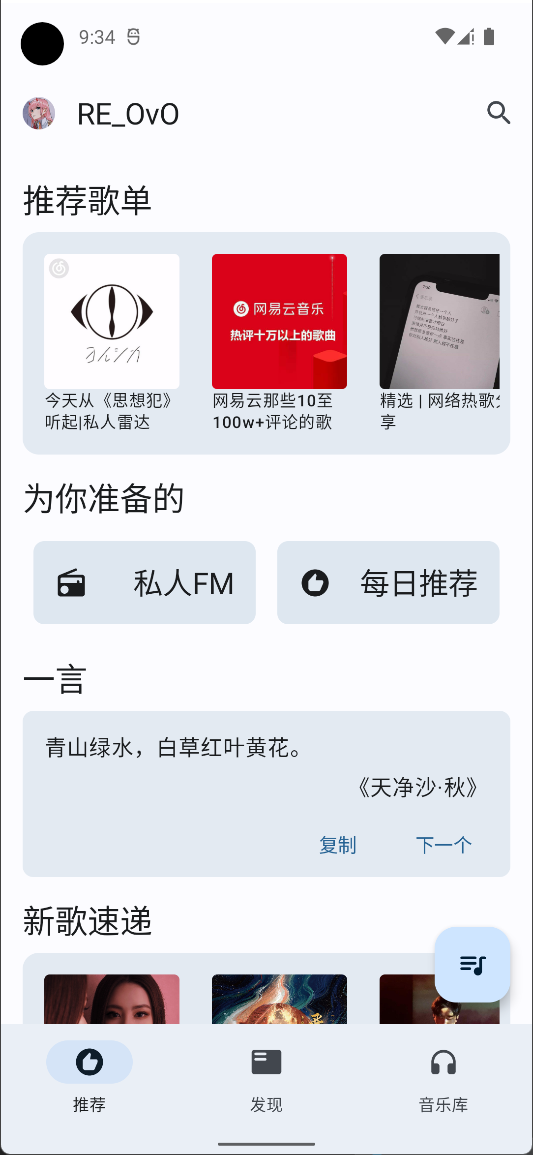 9:34
RE_OvO
推荐歌单
网易云音乐
热评十万以上的歌曲
今天从《思想犯》
听起|私人雷达
网易云那些10至
100w+评论的歌
精选 | 网络热歌分
享
为你准备的
私人FM
每日推荐
一言
青山绿水，白草红叶黄花。
《天净沙·秋》
复制
下一个
新歌速递
推荐
发现
音乐库